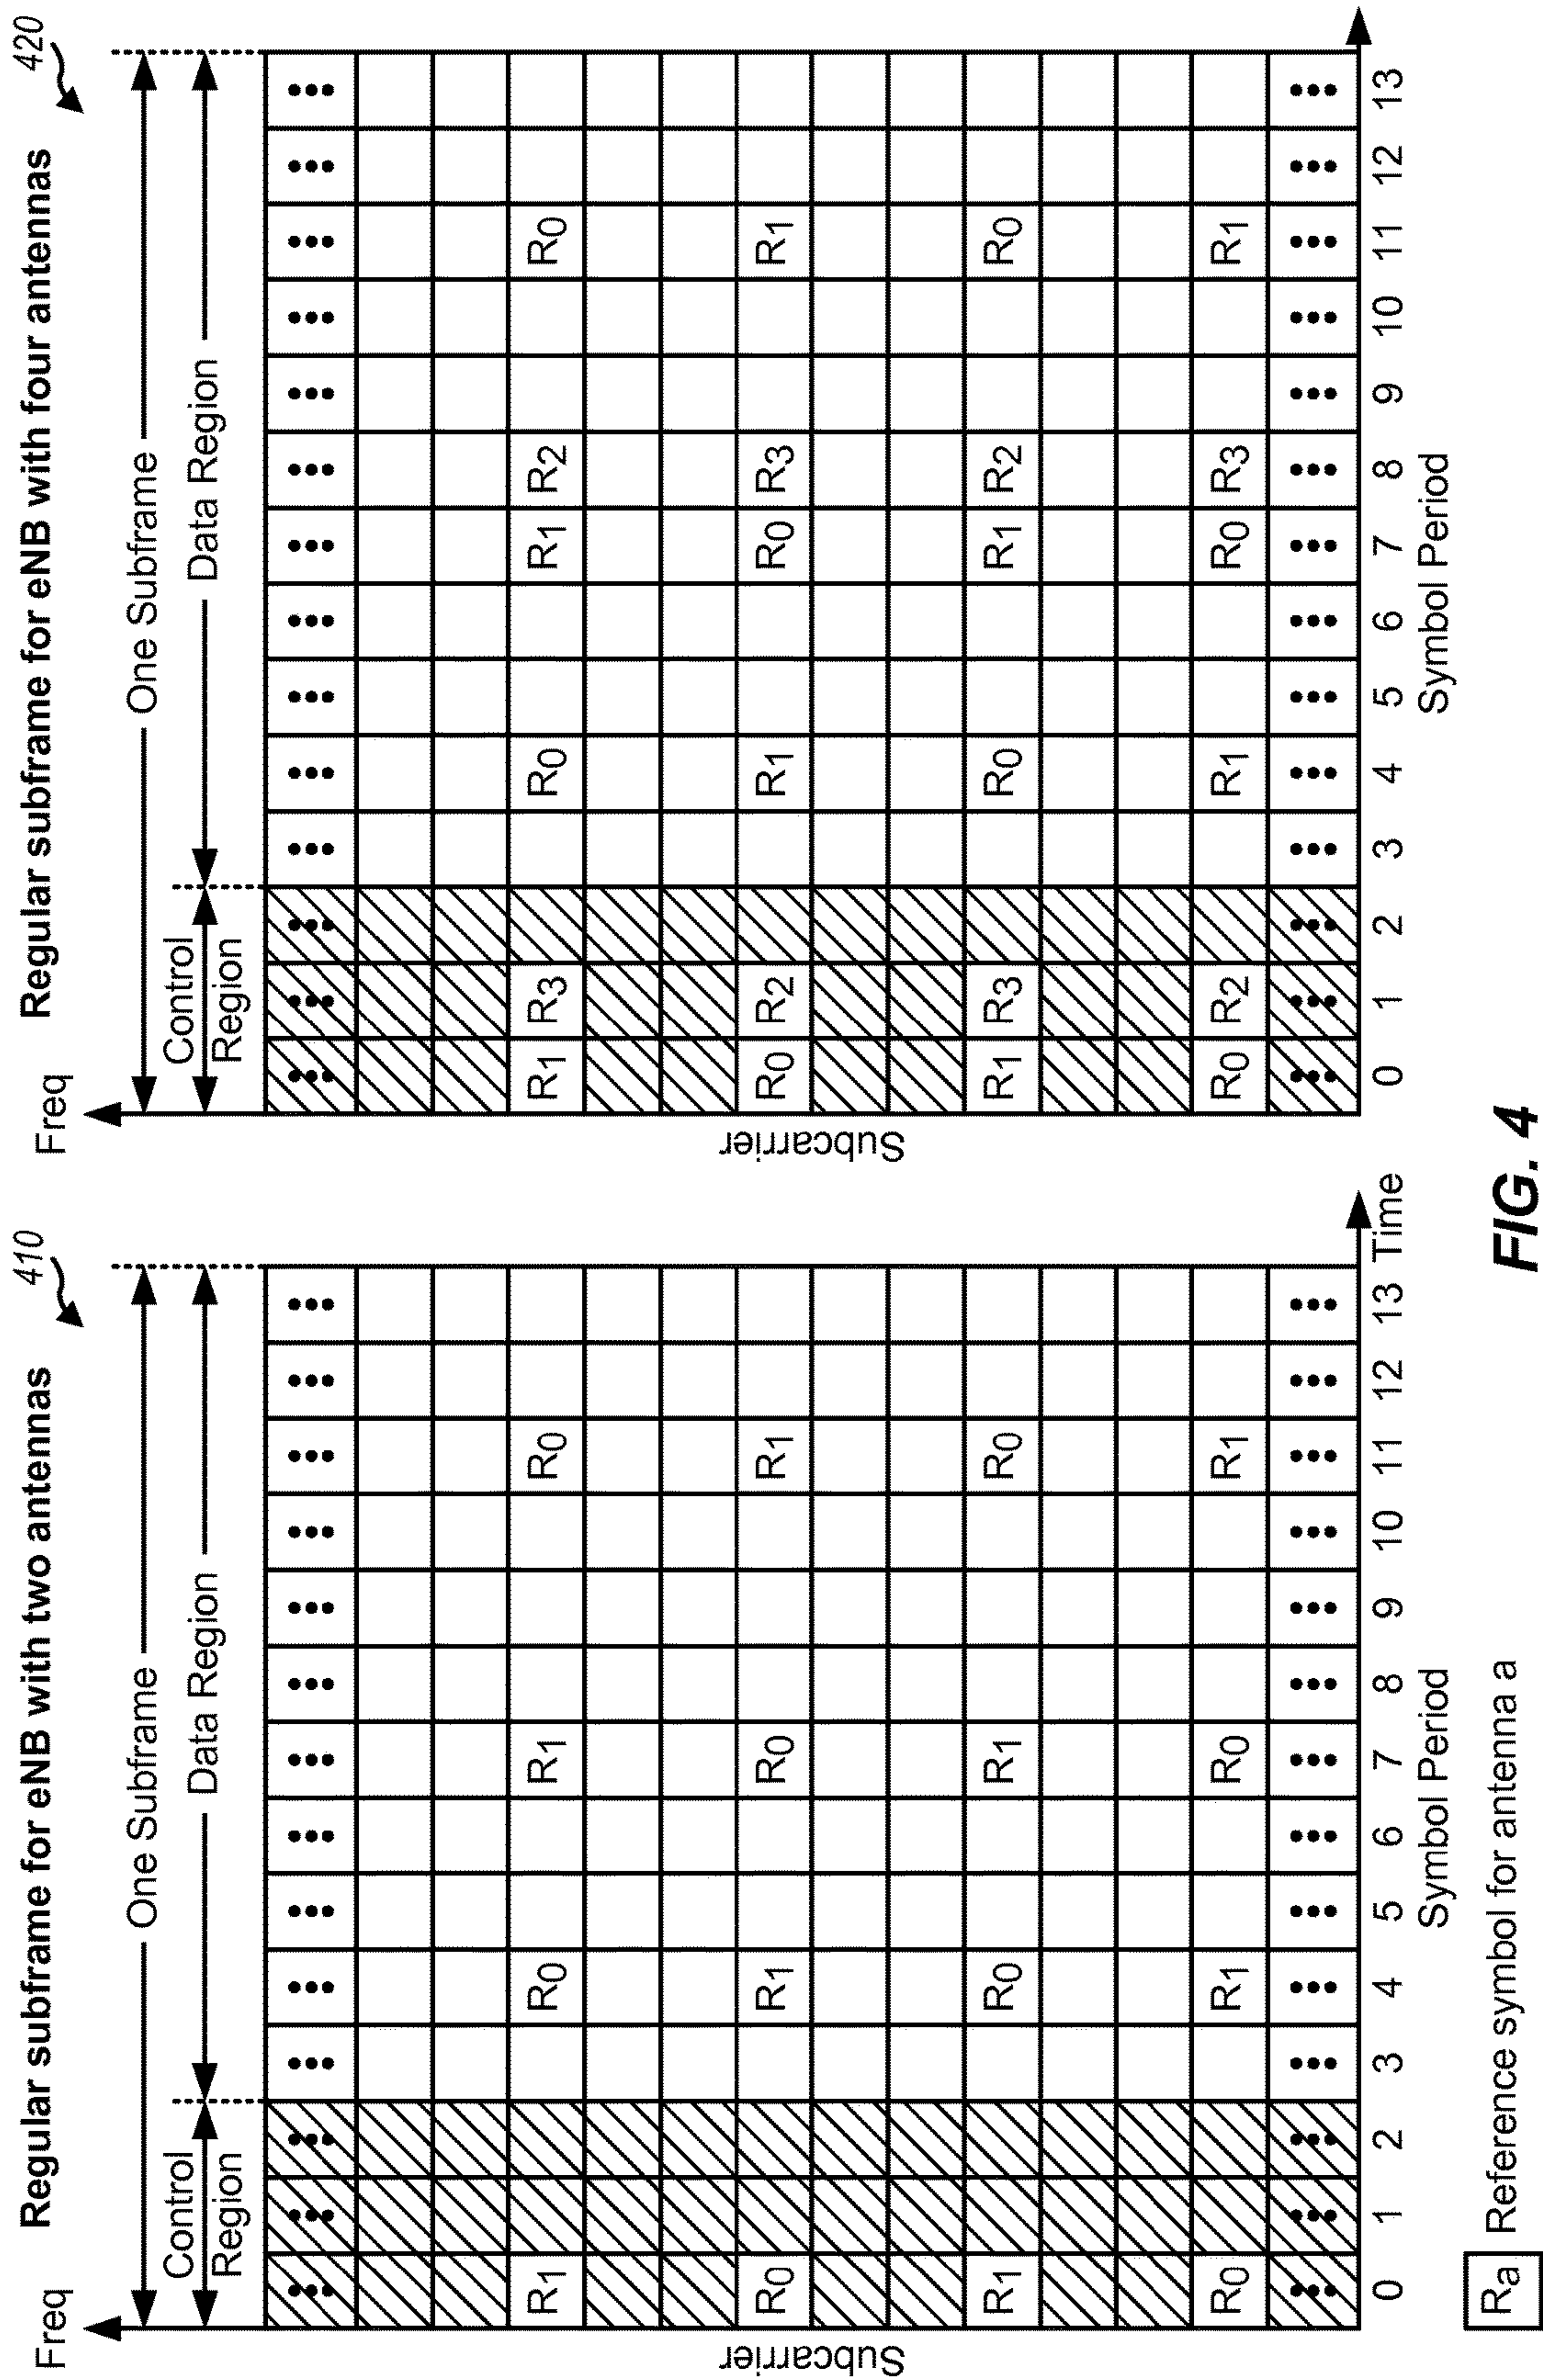 Regular subframe for eNB with two antennas
410
Freq
One Subframe
Control
Region
Data Region
R1 R0 R1 R0
R0 R1 R0 R1
R1 R0 R1 R0
R0 R1 R0 R1
Subcarrier
0 1 2 3 4 5 6 7 8 9 10 11 12 13 Time
Symbol Period
Regular subframe for eNB with four antennas
420
Freq
One Subframe
Control
Region
Data Region
R1 R3 R0 R1 R2 R0
R0 R2 R1 R0 R3 R1
R1 R3 R0 R1 R2 R0
R0 R2 R1 R0 R3 R1
Subcarrier
0 1 2 3 4 5 6 7 8 9 10 11 12 13
Symbol Period
Ra Reference symbol for antenna a
FIG. 4